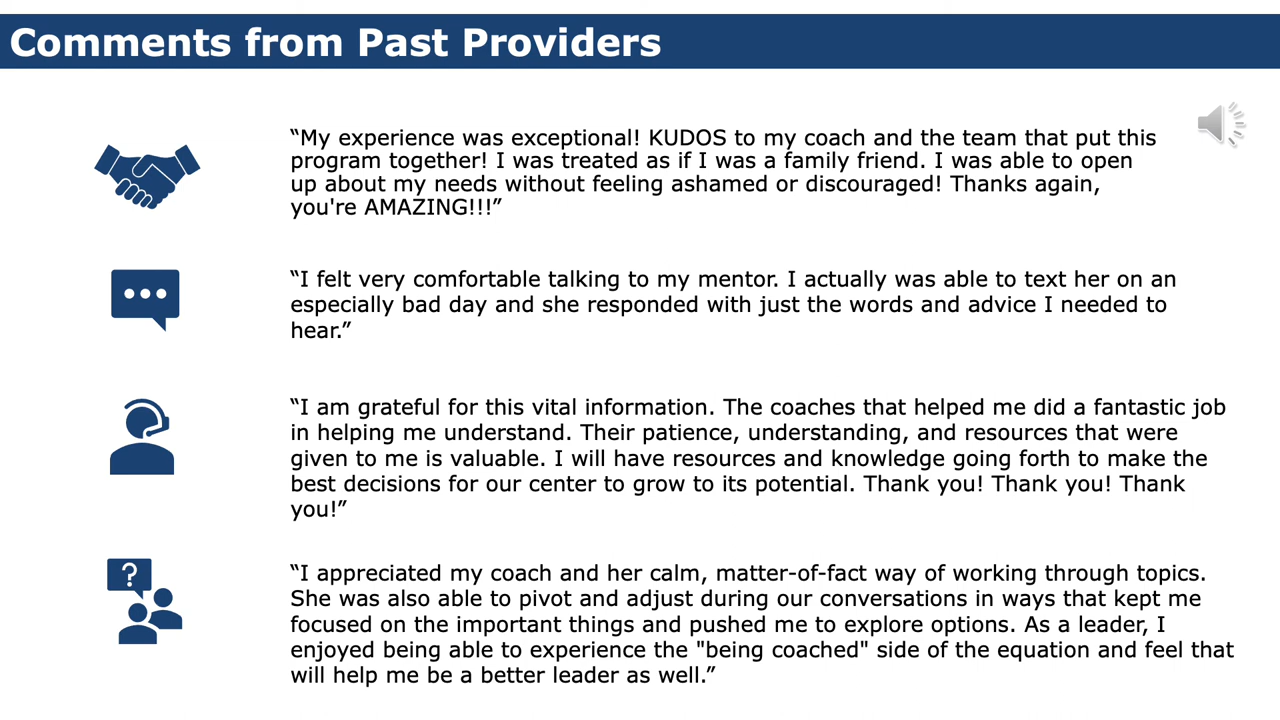 Comments from Past Providers
“My experience was exceptional! KUDOS to my coach and the team that put this
program together! I was treated as if I was a family friend. I was able to open
up about my needs without feeling ashamed or discouraged! Thanks again,
you're AMAZING!!!”
“I felt very comfortable talking to my mentor. I actually was able to text her on an
especially bad day and she responded with just the words and advice I needed to
hear.”
“I am grateful for this vital information. The coaches that helped me did a fantastic job
in helping me understand. Their patience, understanding, and resources that were
given to me is valuable. I will have resources and knowledge going forth to make the
best decisions for our center to grow to its potential. Thank you! Thank you! Thank
you!”
?
“I appreciated my coach and her calm, matter-of-fact way of working through topics.
She was also able to pivot and adjust during our conversations in ways that kept me
focused on the important things and pushed me to explore options. As a leader, I
enjoyed being able to experience the "being coached" side of the equation and feel that
will help me be a better leader as well.”